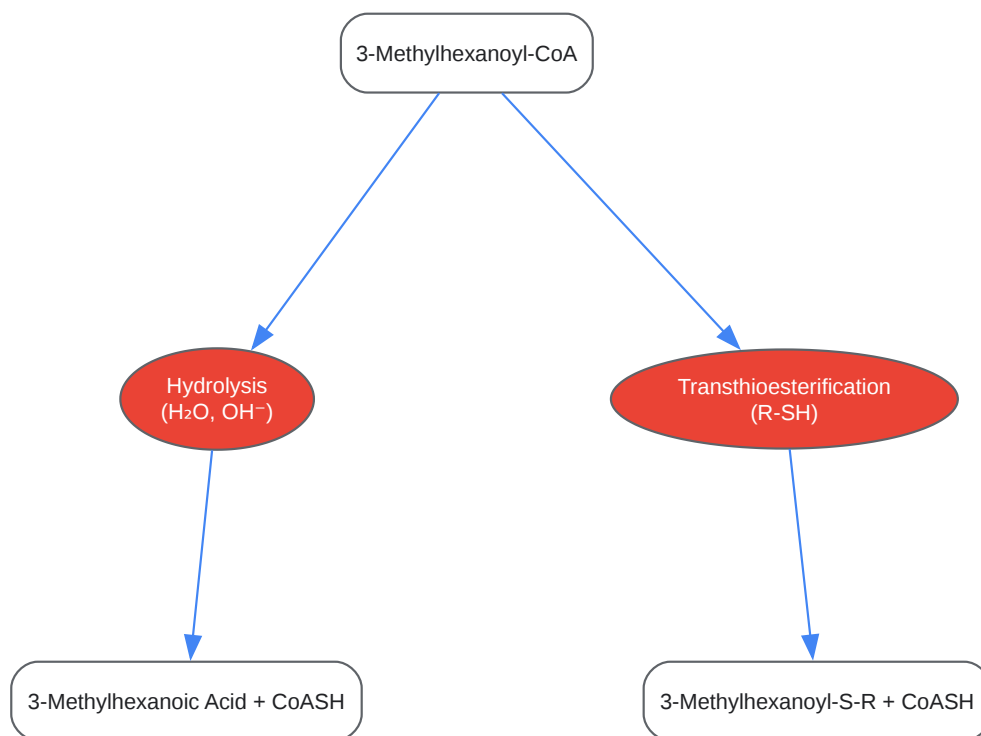 3-Methylhexanoyl-CoA
Hydrolysis
(H₂O, OH⁻)
Transthioesterification
(R-SH)
3-Methylhexanoic Acid + CoASH
3-Methylhexanoyl-S-R + CoASH